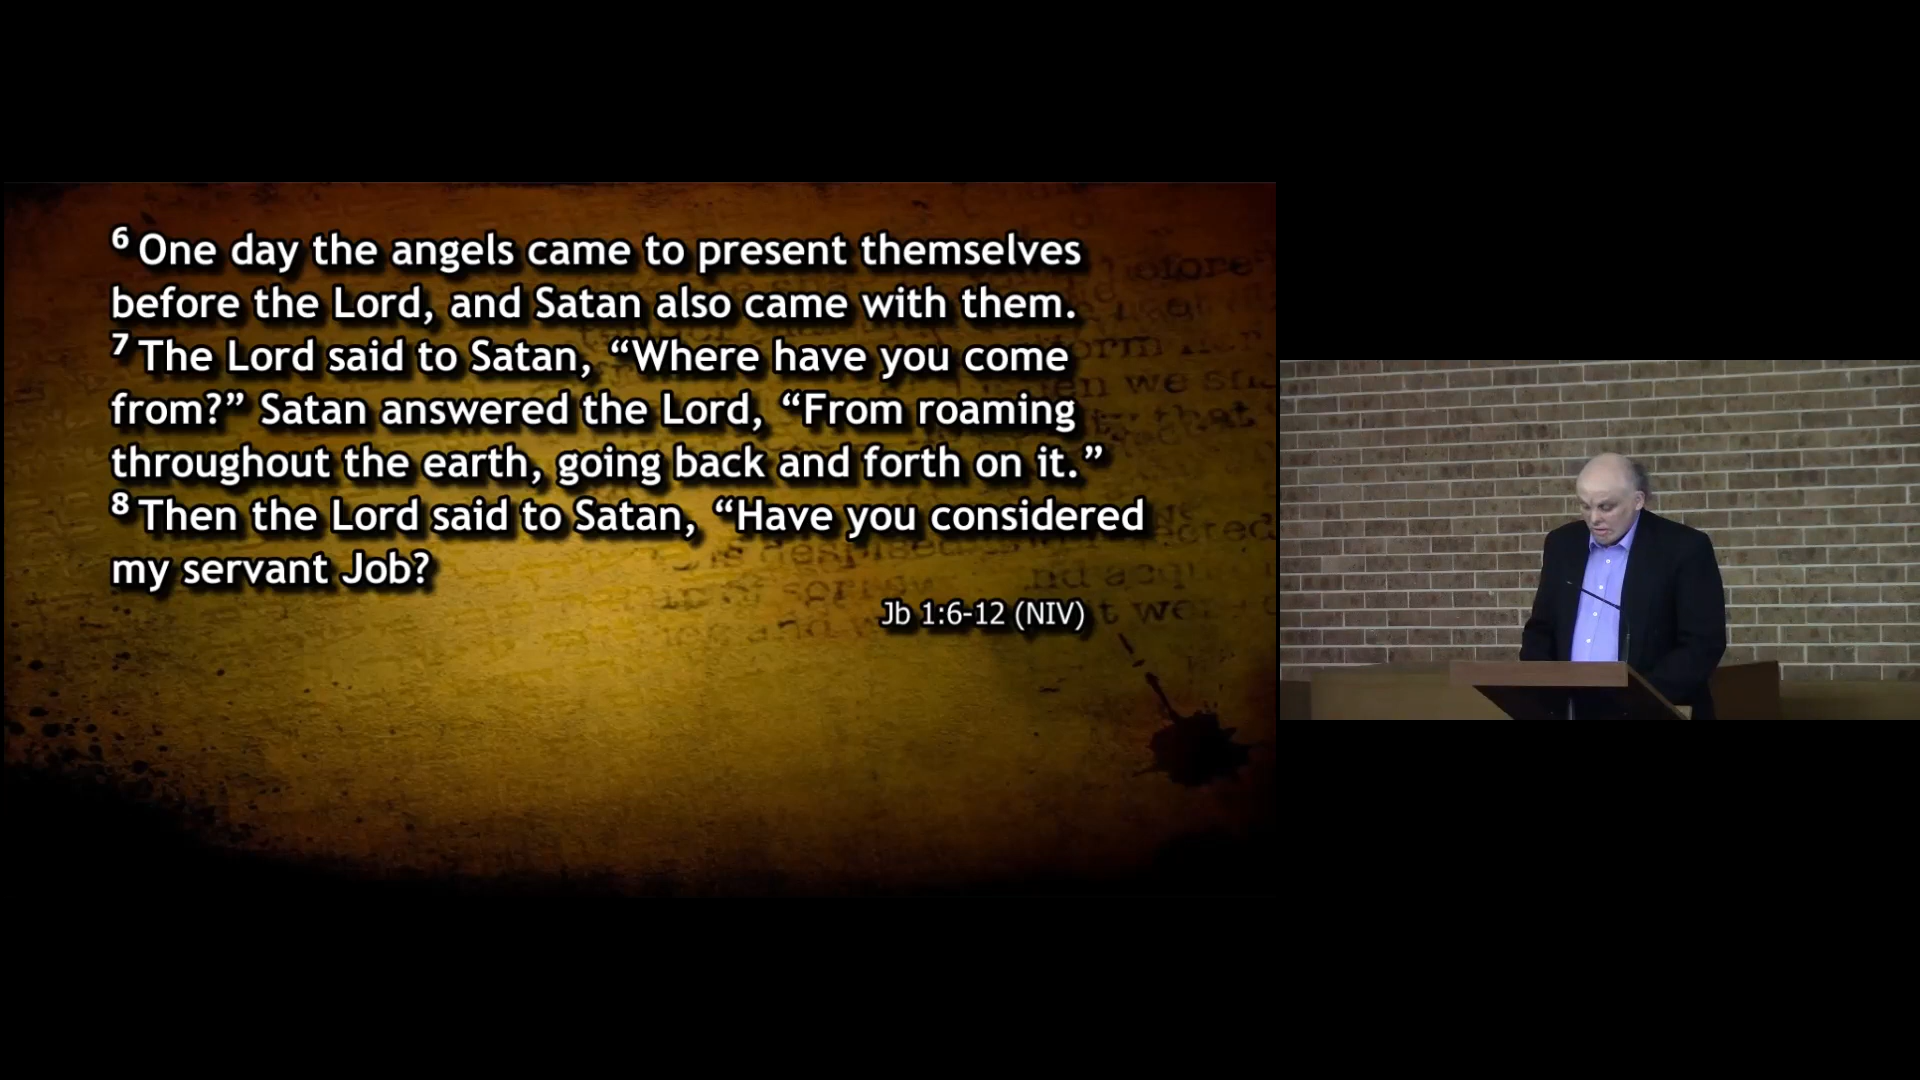 6 One day the angels came to present themselves
before the Lord, and Satan also came with them.
7 The Lord said to Satan, “Where have you come
from?” Satan answered the Lord, “From roaming
throughout the earth, going back and forth on it.”
8 Then the Lord said to Satan, “Have you considered
my servant Job?
Jb 1:6-12 (NIV)